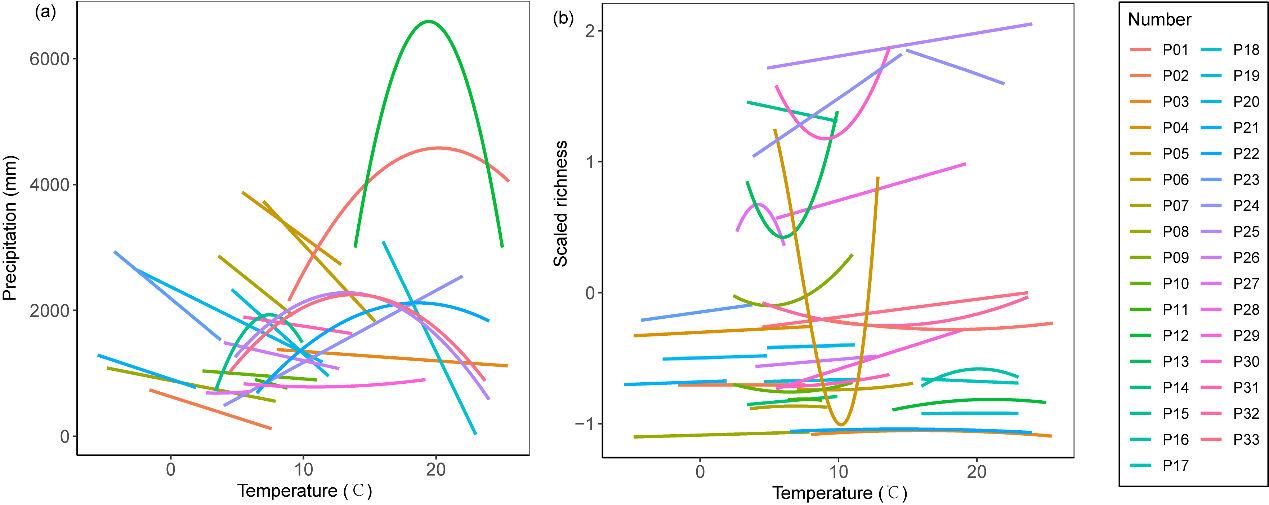 (a)
6000
4000
2000
0
Precipitation (mm)
0
10
20
Temperature (℃)
(b)
2
1
0
−1
Scaled richness
0
10
20
Temperature (℃)
Number
P01
P02
P03
P04
P05
P06
P07
P08
P09
P10
P11
P12
P13
P14
P15
P16
P17
P18
P19
P20
P21
P22
P23
P24
P25
P26
P27
P28
P29
P30
P31
P32
P33